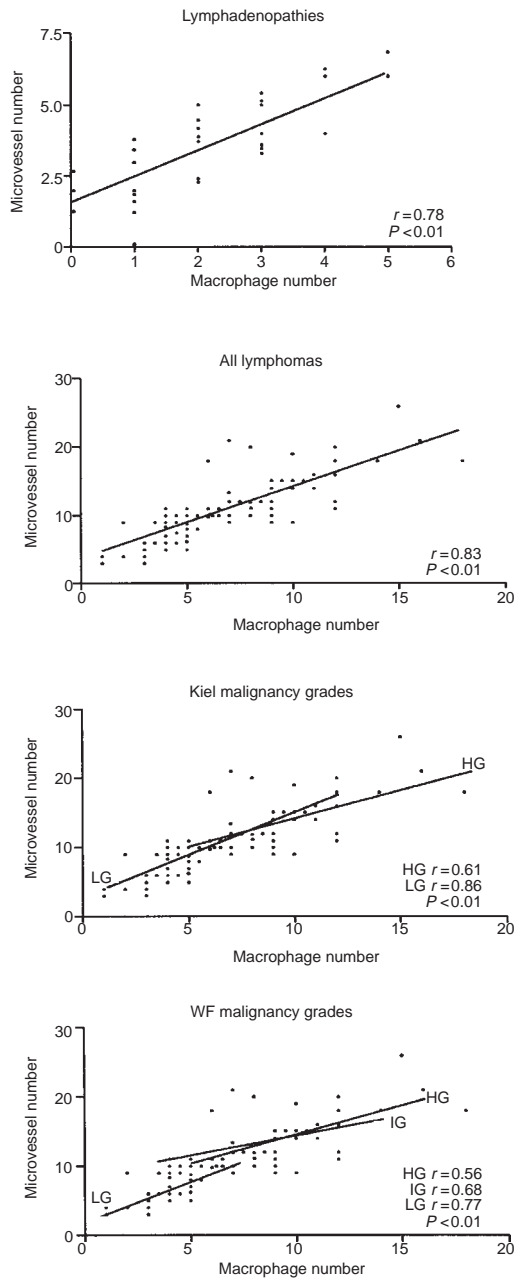 Lymphadenopathies
7.5
5.0
2.5
0
Microvessel number
r=0.78
P<0.01
0 1 2 3 4 5 6
Macrophage number
All lymphomas
30
20
10
0
Microvessel number
r=0.83
P<0.01
0 5 10 15 20
Macrophage number
Kiel malignancy grades
30
20
10
0
Microvessel number
HG
LG
HG r=0.61
LG r=0.86
P<0.01
0 5 10 15 20
Macrophage number
WF malignancy grades
30
20
10
0
Microvessel number
HG
IG
LG
HG r=0.56
IG r=0.68
LG r=0.77
P<0.01
0 5 10 15 20
Macrophage number